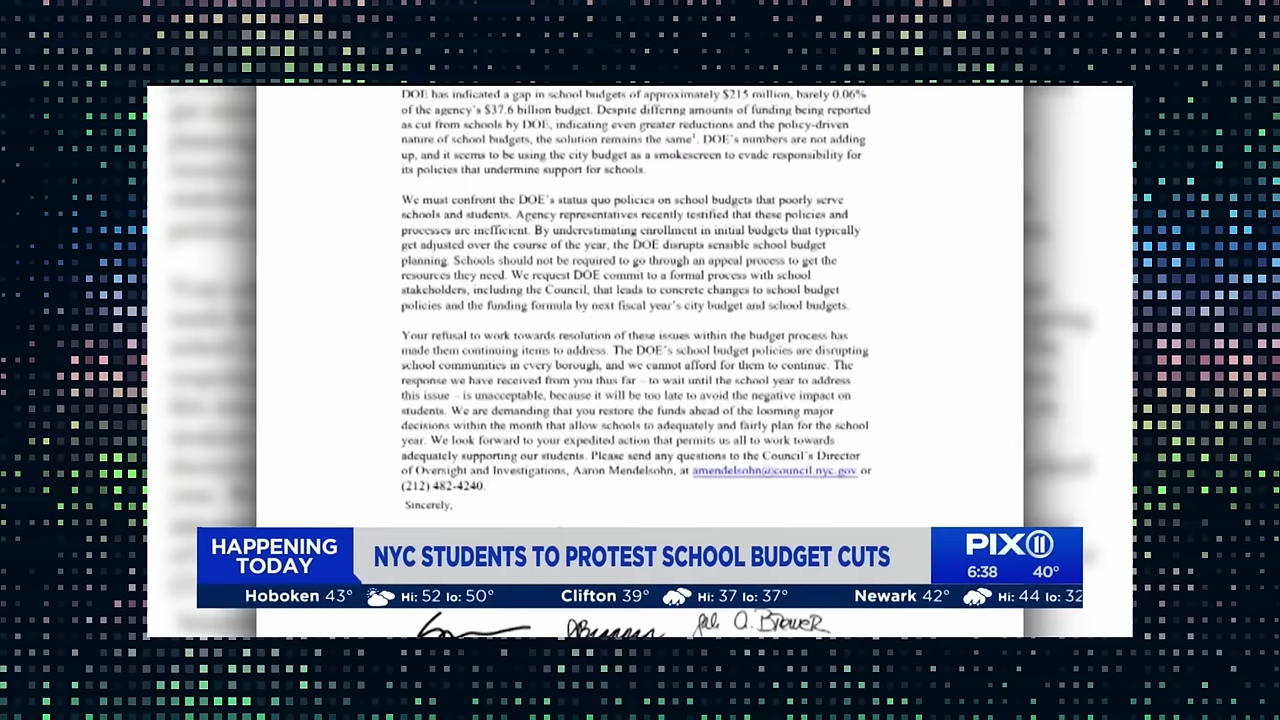 DOE has indicated a gap in school budgets of approximately $215 million, barely 0.06%
of the agency's $37.6 billion budget. Despite differing amounts of funding being reported
as cut from schools by DOE, indicating even greater reductions and the policy-driven
nature of school budgets, the solution remains the same¹. DOE's numbers are not adding
up, and it seems to be using the city budget as a smokescreen to evade responsibility for
its policies that undermine support for schools.
We must confront the DOE's status quo policies on school budgets that poorly serve
schools and students. Agency representatives recently testified that these policies and
processes are inefficient. By underestimating enrollment in initial budgets that typically
get adjusted over the course of the year, the DOE disrupts sensible school budget
planning. Schools should not be required to go through an appeal process to get the
resources they need. We request DOE commit to a formal process with school
stakeholders, including the Council, that leads to concrete changes to school budget
policies and the funding formula by next fiscal year's city budget and school budgets.
Your refusal to work towards resolution of these issues within the budget process has
made them continuing items to address. The DOE's school budget policies are disrupting
school communities in every borough, and we cannot afford for them to continue. The
response we have received from you thus far – to wait until the school year to address
this issue – is unacceptable, because it will be too late to avoid the negative impact on
students. We are demanding that you restore the funds ahead of the looming major
decisions within the month that allow schools to adequately and fairly plan for the school
year. We look forward to your expedited action that permits us all to work towards
adequately supporting our students. Please send any questions to the Council's Director
of Oversight and Investigations, Aaron Mendelsohn, at amendelsohn@council.nyc.gov or
(212) 482-4240.
Sincerely,
HAPPENING
TODAY
NYC STUDENTS TO PROTEST SCHOOL BUDGET CUTS
PIX11
6:38 40°
Hoboken 43° Hi: 52 lo: 50° Clifton 39° Hi: 37 lo: 37° Newark 42° Hi: 44 lo: 32
Gale A. Brewer